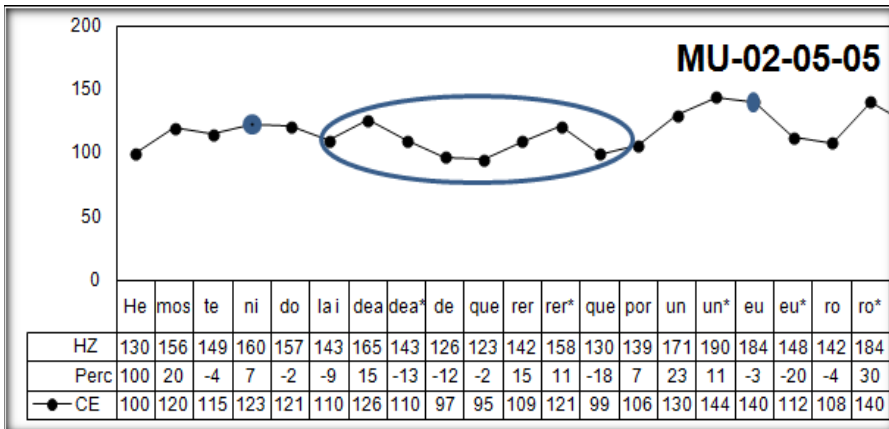 200
MU-02-05-05
150
100
50
0
He mos te ni do la i dea dea* de que rer rer* que por un un* eu eu* ro ro*
HZ 130 156 149 160 157 143 165 143 126 123 142 158 130 139 171 190 184 148 142 184
Perc 100 20 -4 7 -2 -9 15 -13 -12 -2 15 11 -18 7 23 11 -3 -20 -4 30
CE 100 120 115 123 121 110 126 110 97 95 109 121 99 106 130 144 140 112 108 140